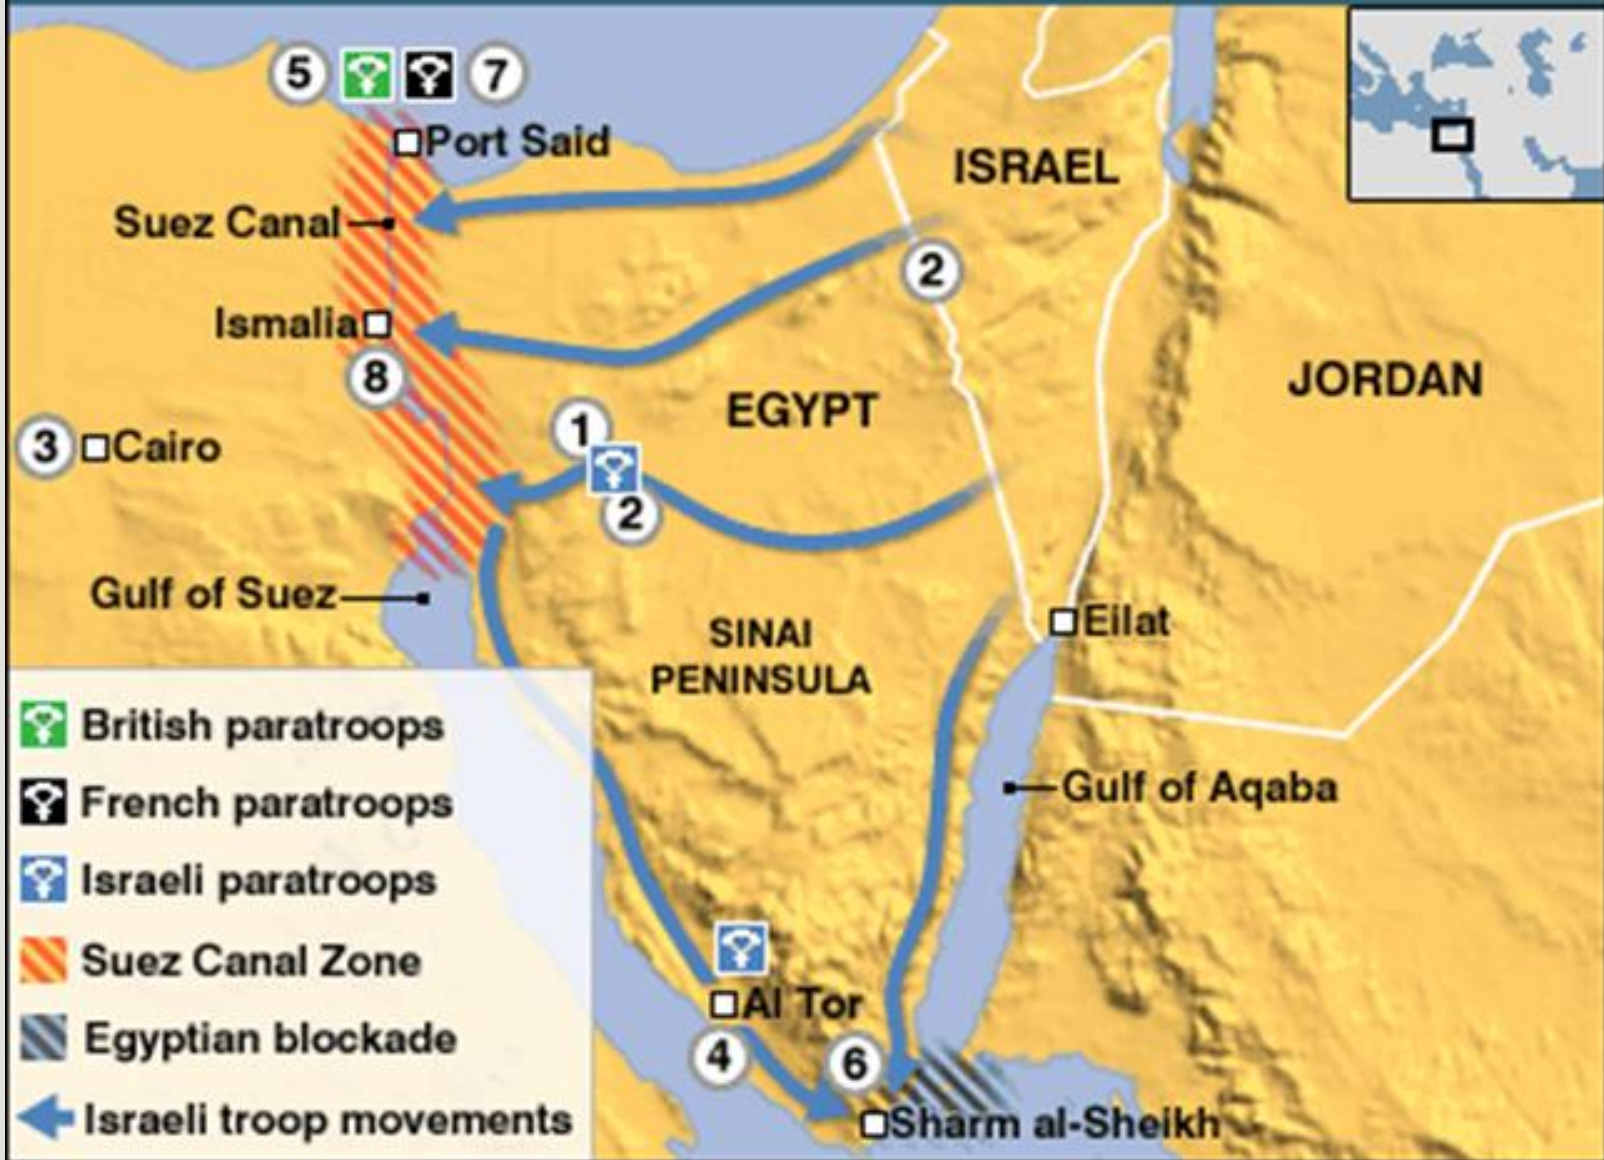 5
7
Port Said
ISRAEL
Suez Canal
2
Ismalia
8
JORDAN
EGYPT
1
3
Cairo
2
Gulf of Suez
Eilat
SINAI
PENINSULA
Gulf of Aqaba
British paratroops
French paratroops
Israeli paratroops
Suez Canal Zone
Egyptian blockade
Israeli troop movements
Al Tor
4
6
Sharm al-Sheikh